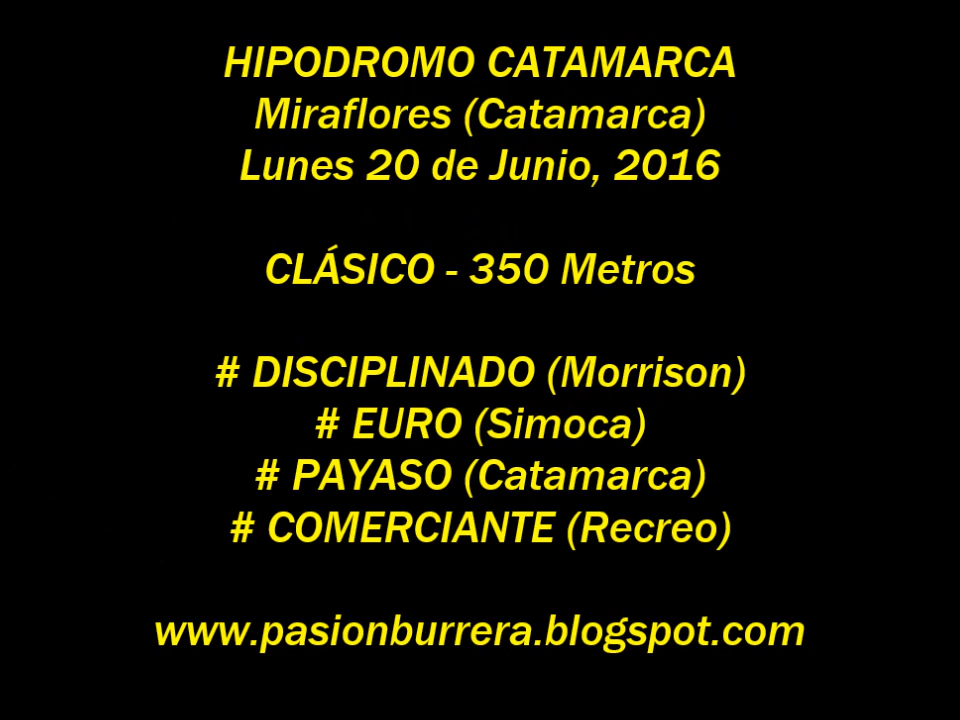 HIPODROMO CATAMARCA
Miraflores (Catamarca)
Lunes 20 de Junio, 2016
CLÁSICO - 350 Metros
# DISCIPLINADO (Morrison)
# EURO (Simoca)
# PAYASO (Catamarca)
# COMERCIANTE (Recreo)
www.pasionburrera.blogspot.com